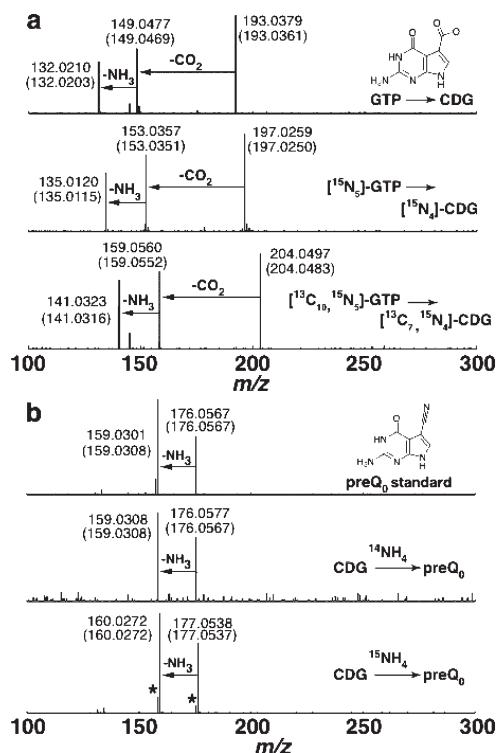 a
193.0379
(193.0361)
149.0477
(149.0469)
132.0210
(132.0203)
-NH3
-CO2
O
O
O
HN
H2N
N
N
H
GTP → CDG
197.0259
(197.0250)
153.0357
(153.0351)
135.0120
(135.0115)
-NH3
-CO2
[15N5]-GTP →
[15N4]-CDG
204.0497
(204.0483)
159.0560
(159.0552)
141.0323
(141.0316)
-NH3
-CO2
[13C10,15N5]-GTP →
[13C7,15N4]-CDG
100 150 200 250 300
m/z
b
176.0567
(176.0567)
159.0301
(159.0308)
-NH3
N
O
HN
H2N
N
N
H
preQ0 standard
159.0308
(159.0308)
176.0577
(176.0567)
-NH3
14NH4
CDG → preQ0
160.0272
(160.0272)
177.0538
(177.0537)
-NH3
* *
15NH4
CDG → preQ0
100 150 200 250 300
m/z